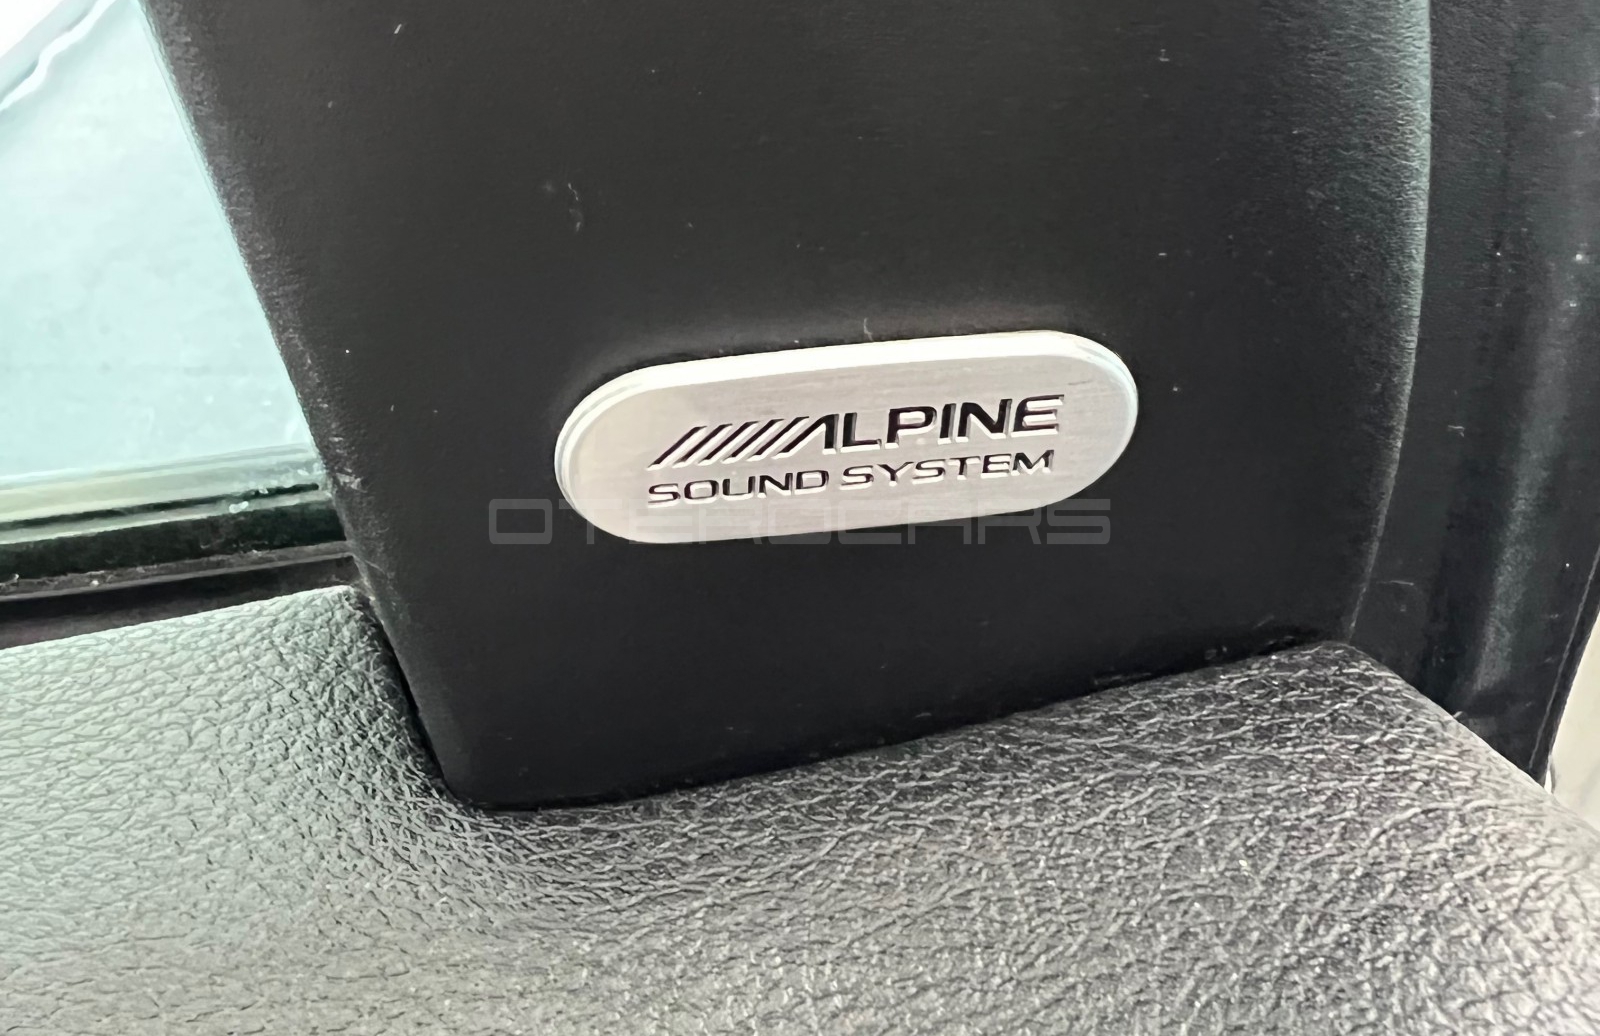 ALPINE
SOUND SYSTEM
OTEROCARS